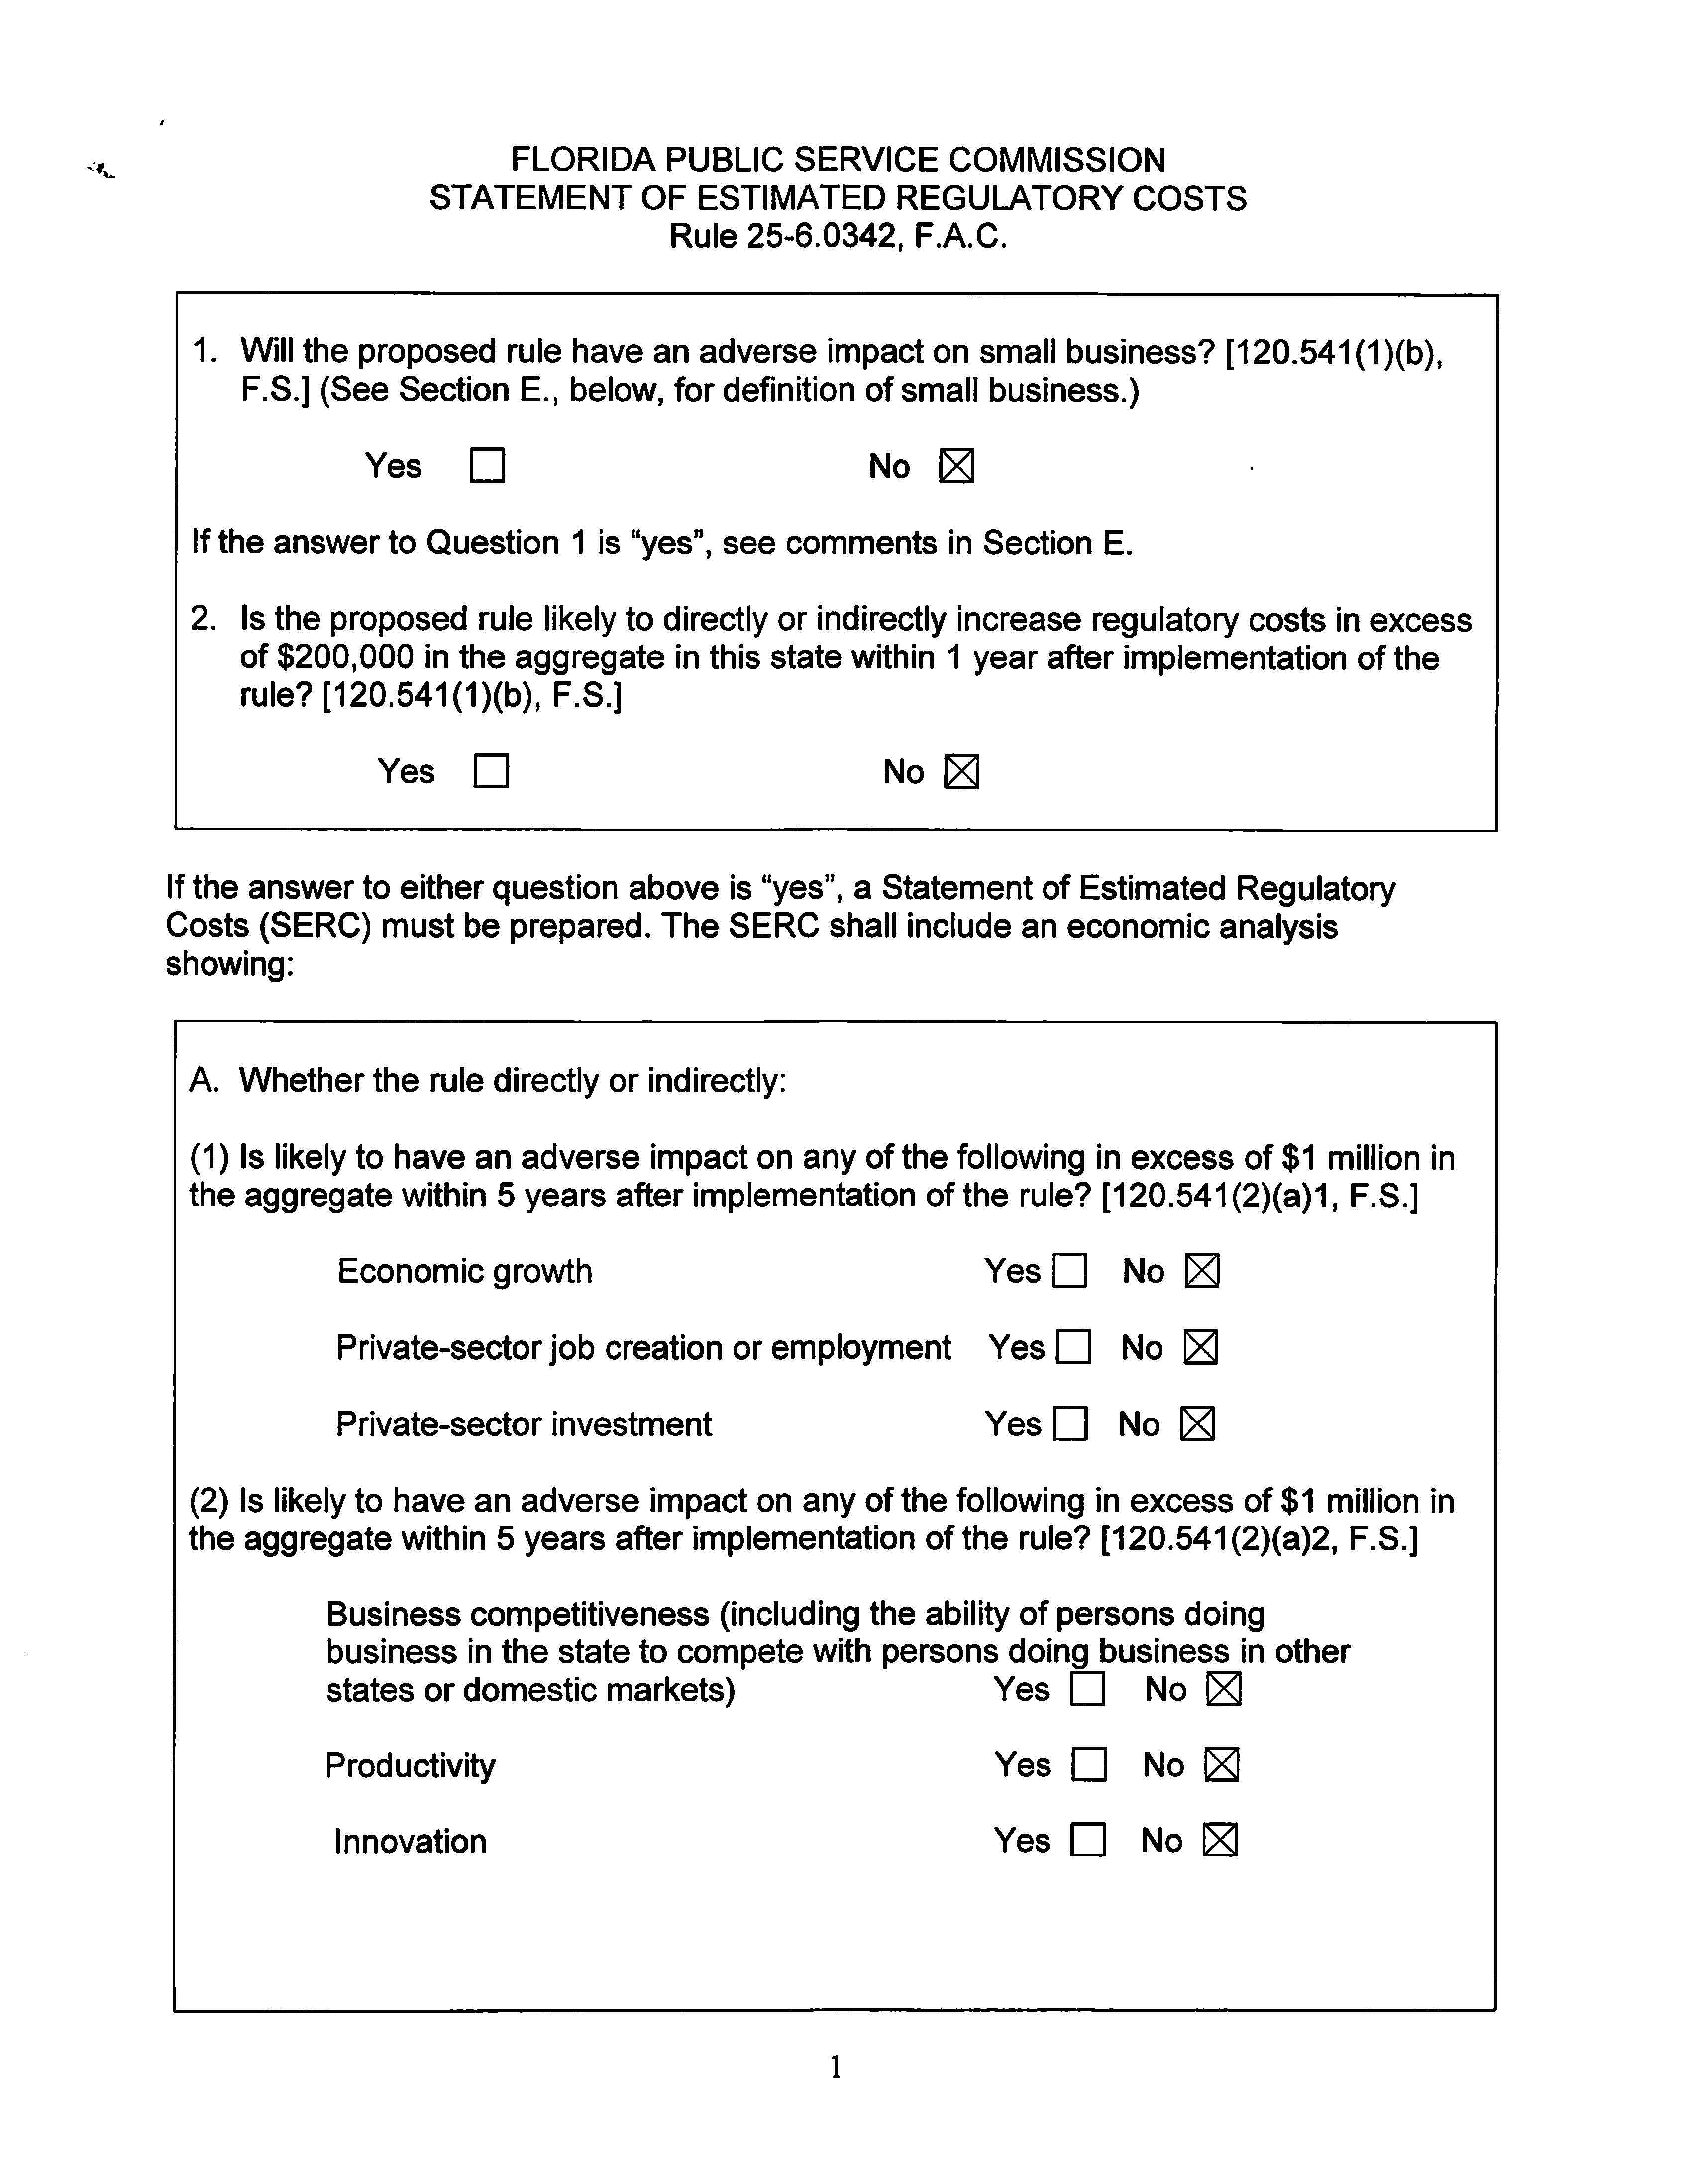 FLORIDA PUBLIC SERVICE COMMISSION
STATEMENT OF ESTIMATED REGULATORY COSTS
Rule 25-6.0342, F.A.C.
1. Will the proposed rule have an adverse impact on small business? [120.541(1)(b),
F.S.] (See Section E., below, for definition of small business.)
Yes ☐ No ☒
If the answer to Question 1 is “yes”, see comments in Section E.
2. Is the proposed rule likely to directly or indirectly increase regulatory costs in excess
of $200,000 in the aggregate in this state within 1 year after implementation of the
rule? [120.541(1)(b), F.S.]
Yes ☐ No ☒
If the answer to either question above is “yes”, a Statement of Estimated Regulatory
Costs (SERC) must be prepared. The SERC shall include an economic analysis
showing:
A. Whether the rule directly or indirectly:
(1) Is likely to have an adverse impact on any of the following in excess of $1 million in
the aggregate within 5 years after implementation of the rule? [120.541(2)(a)1, F.S.]
Economic growth Yes ☐ No ☒
Private-sector job creation or employment Yes ☐ No ☒
Private-sector investment Yes ☐ No ☒
(2) Is likely to have an adverse impact on any of the following in excess of $1 million in
the aggregate within 5 years after implementation of the rule? [120.541(2)(a)2, F.S.]
Business competitiveness (including the ability of persons doing
business in the state to compete with persons doing business in other
states or domestic markets) Yes ☐ No ☒
Productivity Yes ☐ No ☒
Innovation Yes ☐ No ☒
1